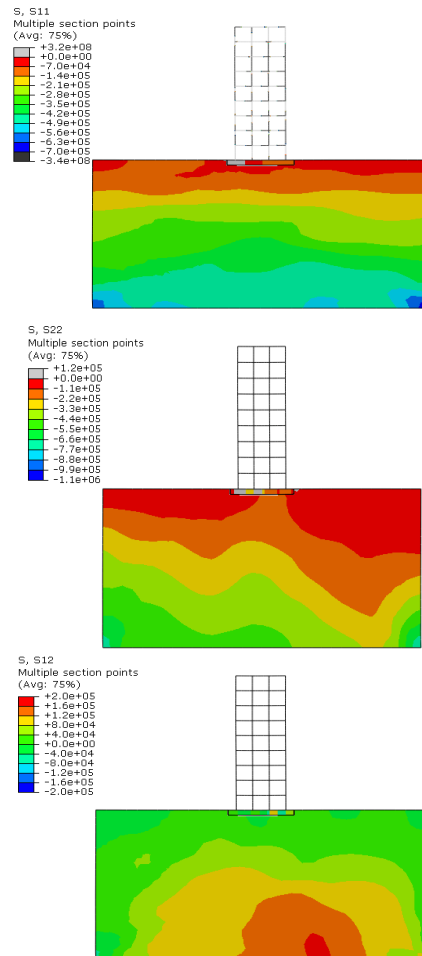 S, S11
Multiple section points
(Avg: 75%)
+3.2e+08
+0.0e+00
-7.0e+04
-1.4e+05
-2.1e+05
-2.8e+05
-3.5e+05
-4.2e+05
-4.9e+05
-5.6e+05
-6.3e+05
-7.0e+05
-3.4e+08
S, S22
Multiple section points
(Avg: 75%)
+1.2e+05
+0.0e+00
-1.1e+05
-2.2e+05
-3.3e+05
-4.4e+05
-5.5e+05
-6.6e+05
-7.7e+05
-8.8e+05
-9.9e+05
-1.1e+06
S, S12
Multiple section points
(Avg: 75%)
+2.0e+05
+1.6e+05
+1.2e+05
+8.0e+04
+4.0e+04
+0.0e+00
-4.0e+04
-8.0e+04
-1.2e+05
-1.6e+05
-2.0e+05